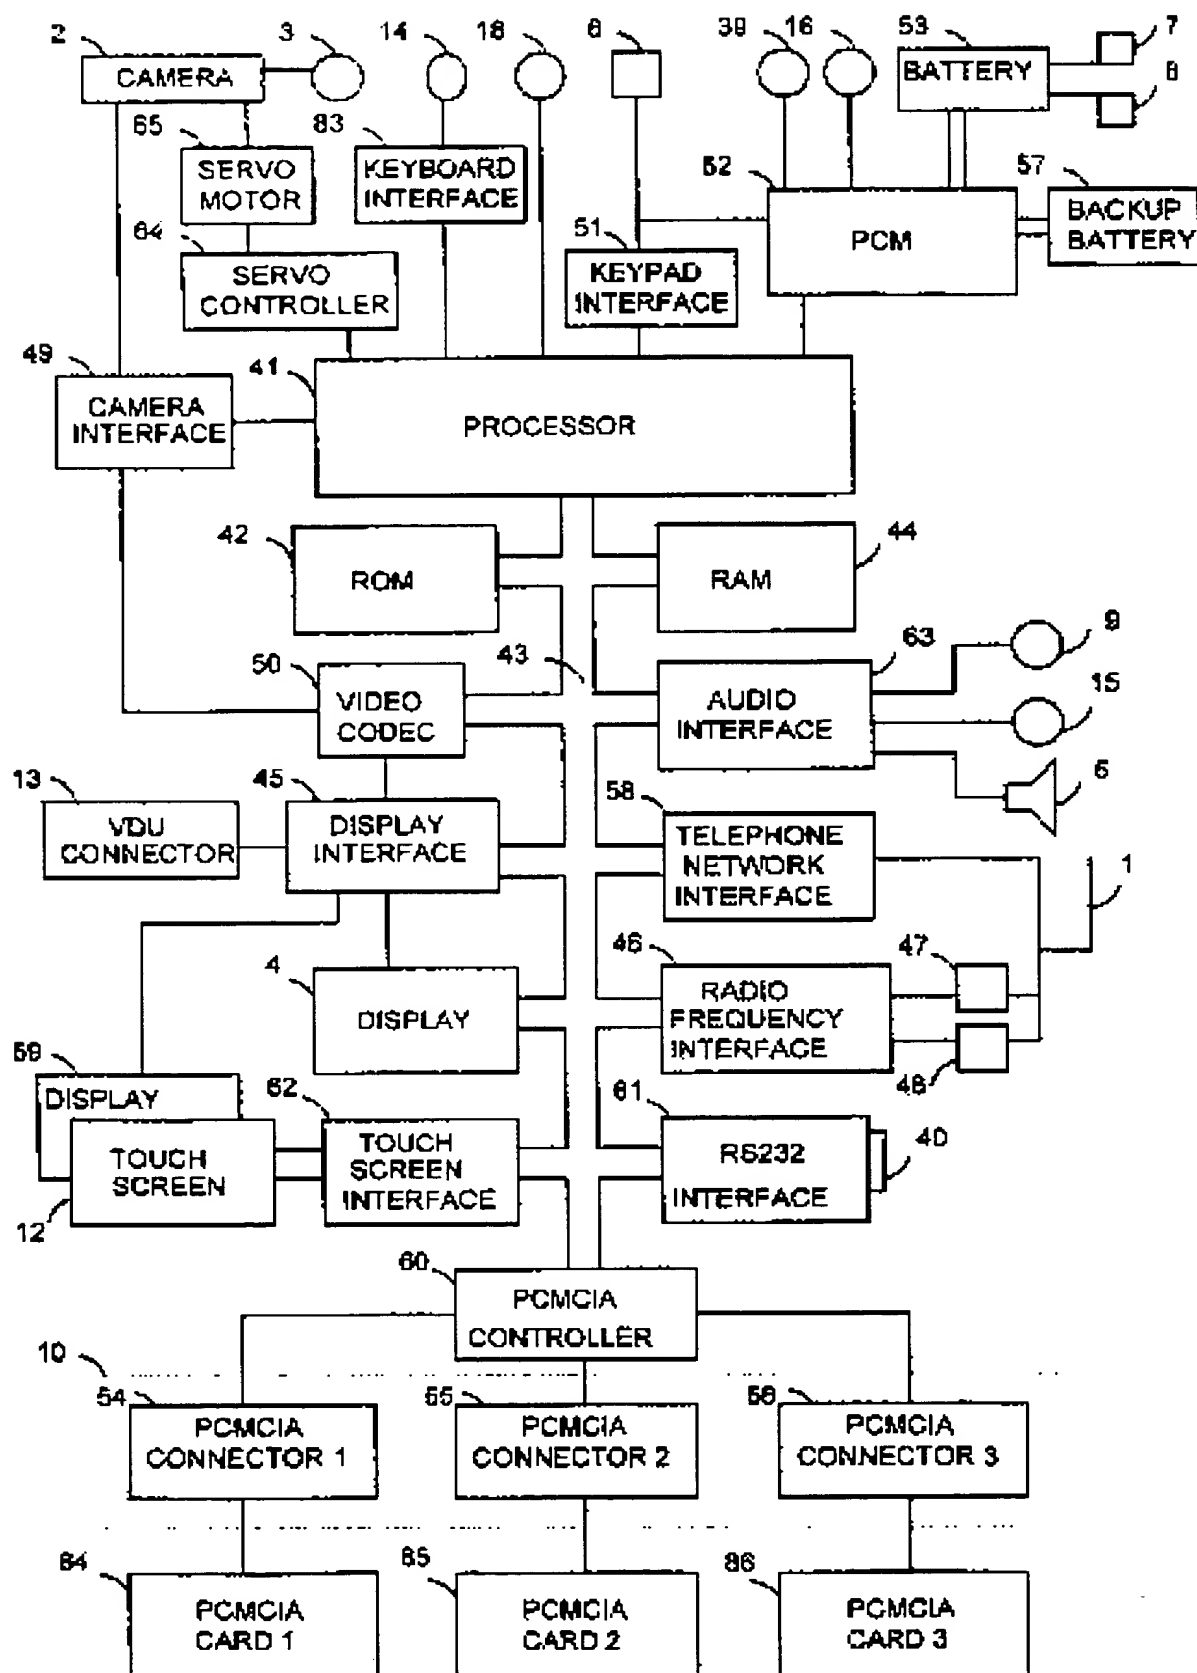 2 3 14 18 6 39 16 53 7
CAMERA
BATTERY
8
65 83
SERVO MOTOR
KEYBOARD INTERFACE
52 57
PCM
BACKUP BATTERY
64 51
SERVO CONTROLLER
KEYPAD INTERFACE
49 41
CAMERA INTERFACE
PROCESSOR
42 44
ROM
RAM
43 63 9
50
VIDEO CODEC
AUDIO INTERFACE
15
13 45 58 5
VDU CONNECTOR
DISPLAY INTERFACE
TELEPHONE NETWORK INTERFACE
1
4 46 47
DISPLAY
RADIO FREQUENCY INTERFACE
48
59 62 61
DISPLAY
TOUCH SCREEN
TOUCH SCREEN INTERFACE
RS232 INTERFACE
40
12
60
PCMCIA CONTROLLER
10
54 55 56
PCMCIA CONNECTOR 1
PCMCIA CONNECTOR 2
PCMCIA CONNECTOR 3
84 85 86
PCMCIA CARD 1
PCMCIA CARD 2
PCMCIA CARD 3